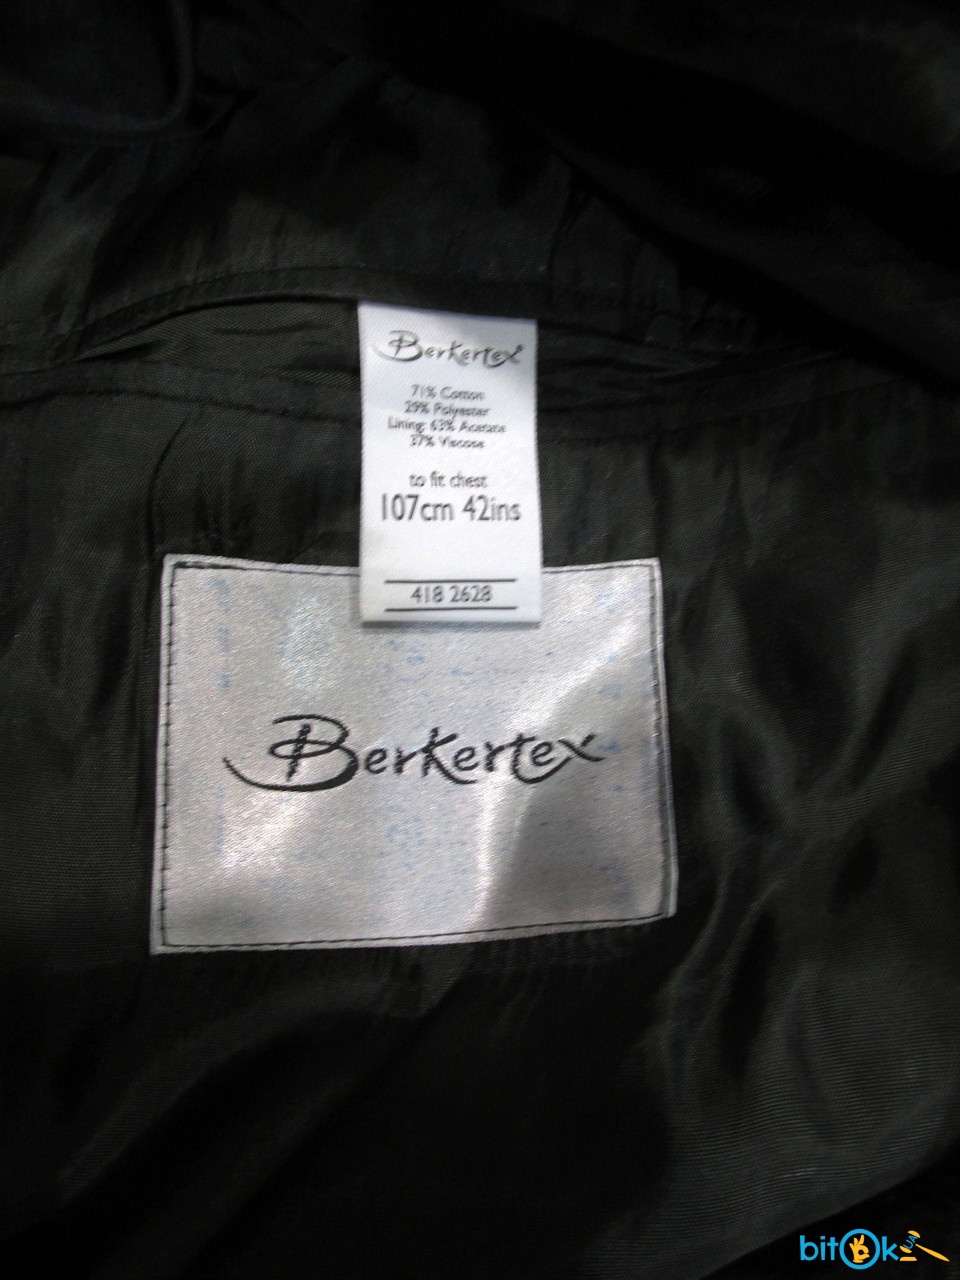 Berkertex
71% Cotton
29% Polyester
Lining: 63% Acetate
37% Viscose
to fit chest
107cm 42ins
418 2628
Berkertex
bitOk
UA